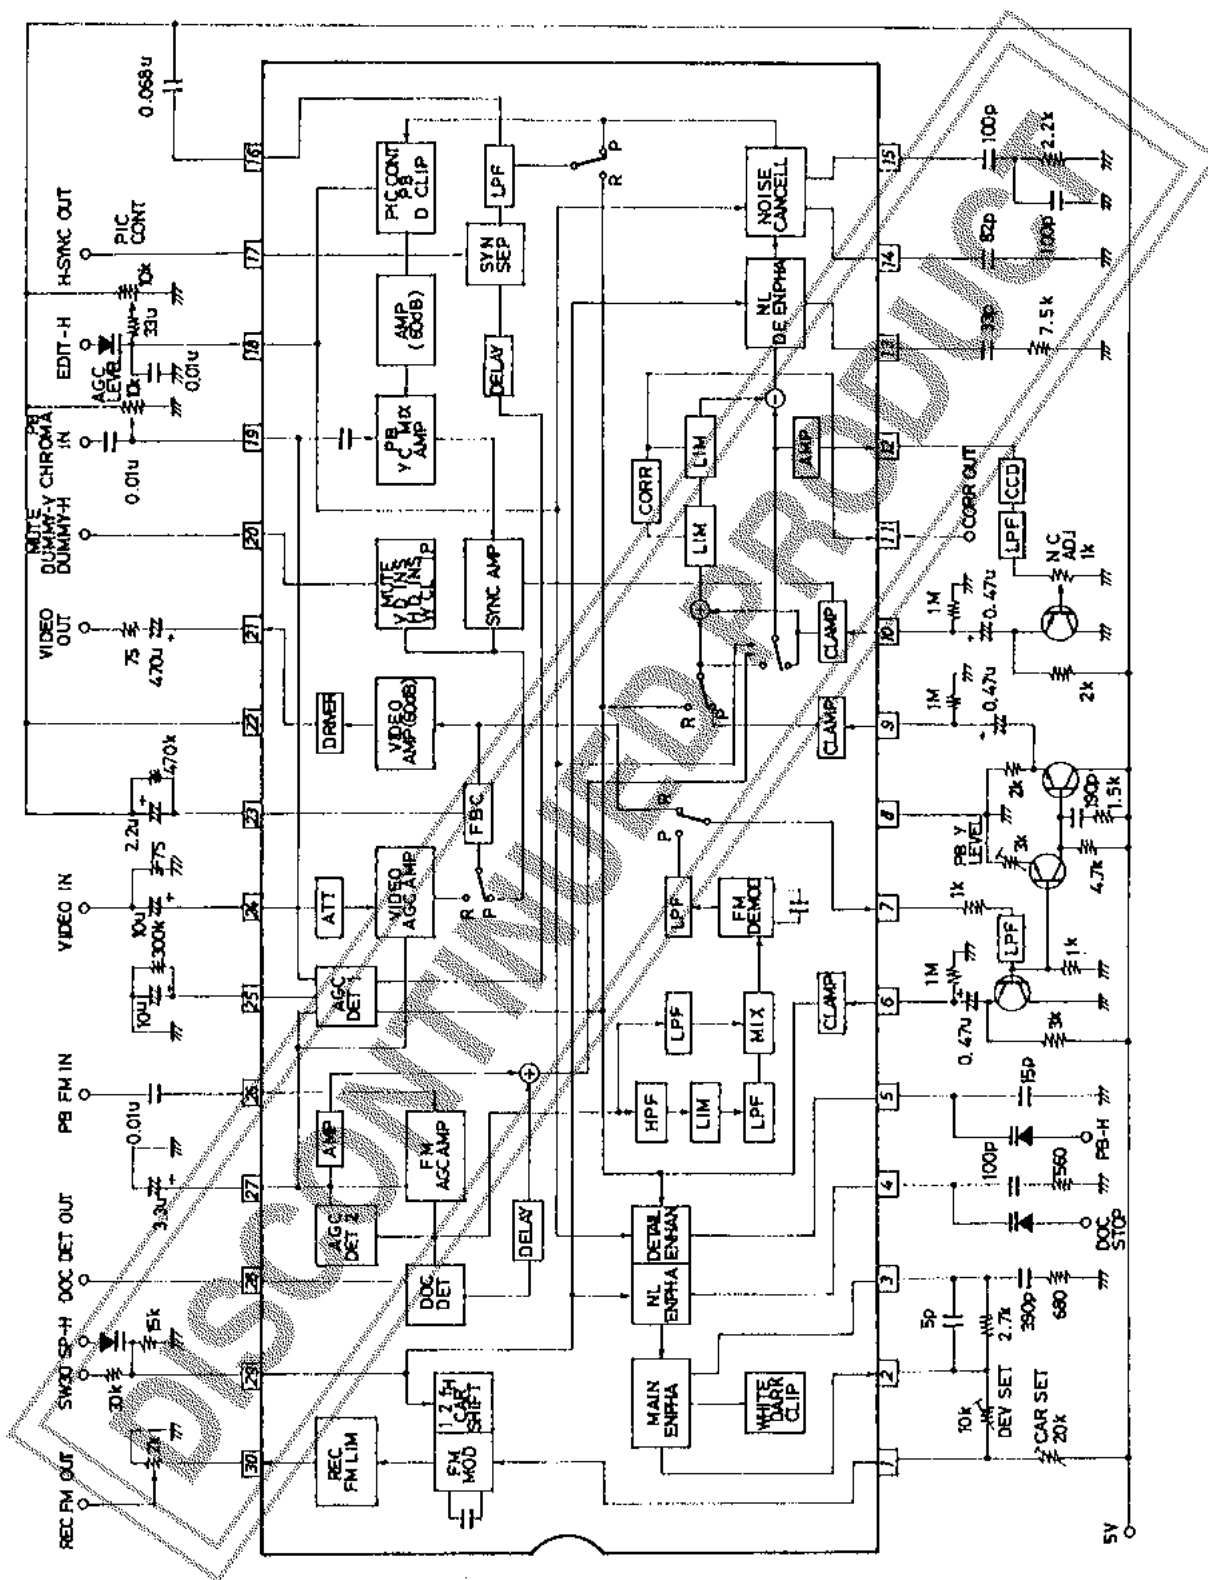 REC FM OUT
SW30
SP-H
DOC DET OUT
PB FM IN
VIDEO IN
VIDEO OUT
MUTE
DUMMY-V
DUMMY-H
PB
CHROMA
IN
EDIT-H
H-SYNC OUT
2k
30k
15k
3.3u
0.01u
10u
300k
10u
75
2.2u
470k
75
470u
0.01u
AGC
LEVEL
10k
0.01u
33u
10k
PIC
CONT
0.068u
30
29
28
27
26
25
24
23
22
21
20
19
18
17
16
REC
FM LIM
FM
MOD
1 2 TH
CAR
SHIFT
DOC
DET
AGC
DET 2
AMP
FM
AGC AMP
DELAY
AGC
DET 1
ATT
VIDEO
AGC AMP
R
P
FBC
DRIVER
VIDEO
AMP(60dB)
MUTE
V D INS
H D INS
W CL P
SYNC AMP
PB
YC MIX
AMP
AMP
(60dB)
PIC CONT
PB
D CLIP
DELAY
SYN
SEP
LPF
R
P
MAIN
ENPHA
WHITE
DARK
CLIP
NL
ENPHA
DETAIL
ENHAN
HPF
LIM
LPF
LPF
MIX
FM
DEMOD
LPF
P
R
CLAMP
CLAMP
CLAMP
R
P
LIM
LIM
CORR
AMP
NL
DE ENPHA
NOISE
CANCELL
1
2
3
4
5
6
7
8
9
10
11
12
13
14
15
10k
DEV SET
CAR SET
20k
5p
2.7k
390p
680
DOC
STOP
100p
560
PB-H
15p
0.47u
1M
3k
LPF
1k
1k
PB Y
LEVEL
3k
2k
4.7k
190p
1.5k
1M
0.47u
2k
1M
0.47u
NC
ADJ
1k
LPF
CCD
CORR OUT
33p
7.5k
82p
100p
100p
2.2k
5V
DISCONTINUED PRODUCT